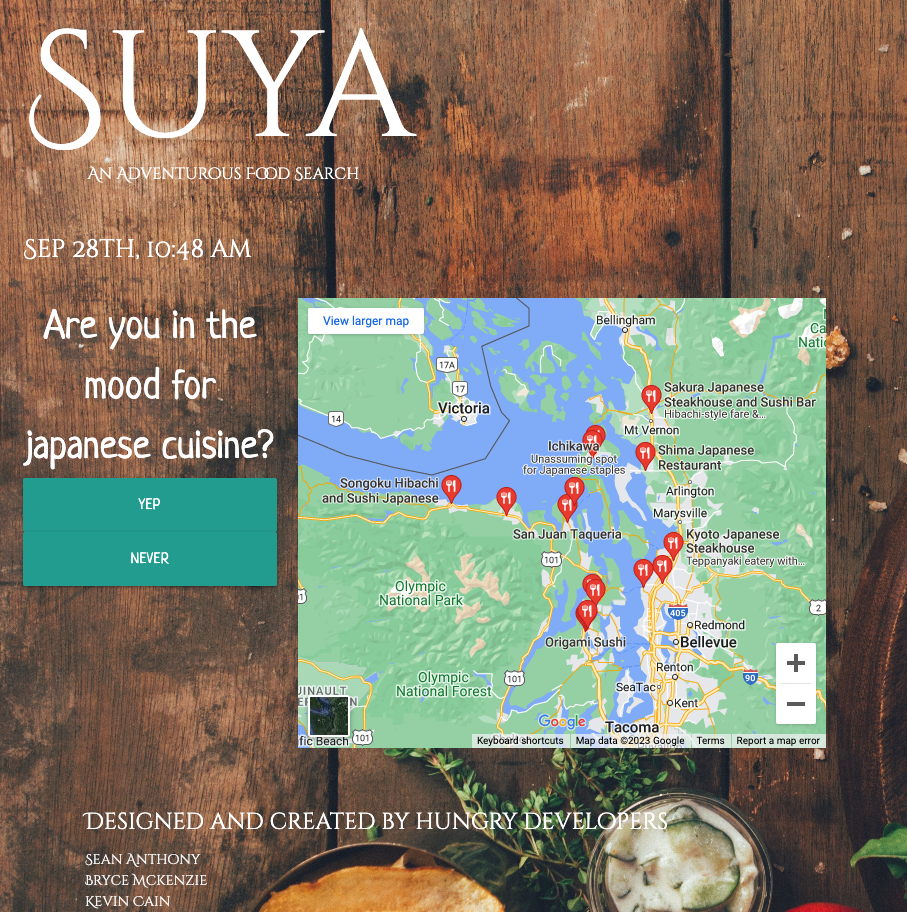 SUYA
An Adventurous Food Search
Sep 28th, 10:48 AM
Are you in the
mood for
japanese cuisine?
YEP
NEVER
View larger map
Bellingham
17A
17
14
Victoria
Sakura Japanese
Steakhouse and Sushi Bar
Hibachi-style fare &...
Mt Vernon
Ichikawa
Unassuming spot
for Japanese staples
Shima Japanese
Restaurant
Songoku Hibachi
and Sushi Japanese
Arlington
Marysville
San Juan Taqueria
Kyoto Japanese
Steakhouse
Teppanyaki eatery with...
101
Olympic
National Park
405
2
Redmond
Origami Sushi
Bellevue
Renton
Olympic
National Forest
101
SeaTac
90
Kent
Google
Tacoma
fic Beach
101
Keyboard shortcuts
Map data ©2023 Google
Terms
Report a map error
Designed and created by Hungry Developers
Sean Anthony
Bryce McKenzie
Kevin Cain